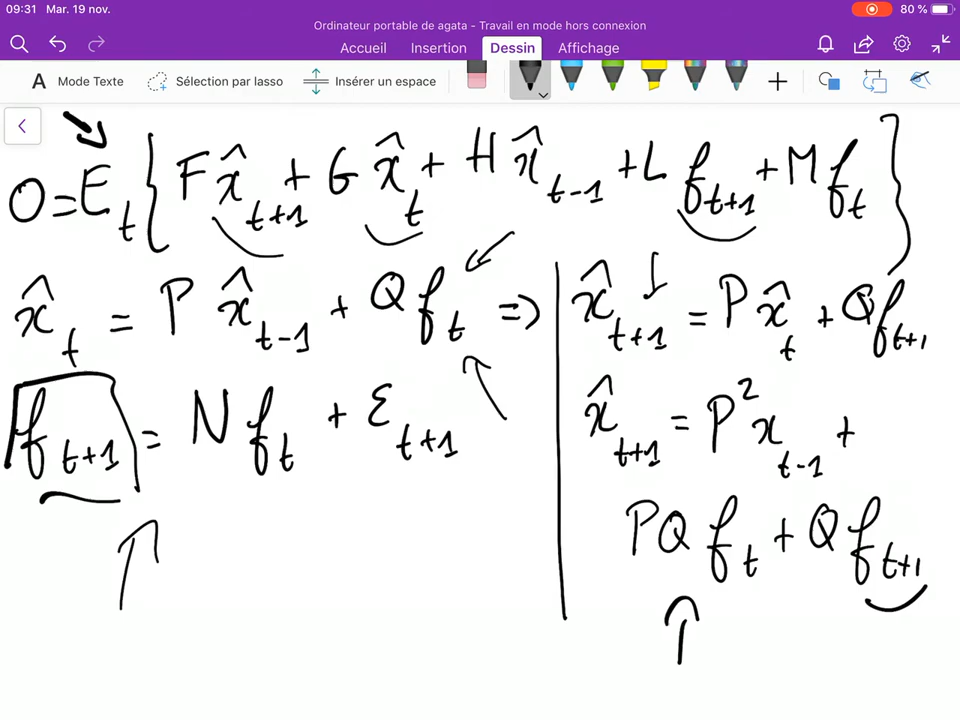 09:31 Mar. 19 nov.
80 %
Ordinateur portable de agata - Travail en mode hors connexion
Accueil Insertion Dessin Affichage
A Mode Texte Sélection par lasso Insérer un espace
0 = E_t { F x̂_{t+1} + G x̂_t + H x̂_{t-1} + L f_{t+1} + M f_t }
x̂_t = P x̂_{t-1} + Q f_t ⇒
f_{t+1} = N f_t + ε_{t+1}
x̂_{t+1} = P x̂_t + Q f_{t+1}
x̂_{t+1} = P² x_{t-1} +
PQ f_t + Q f_{t+1}